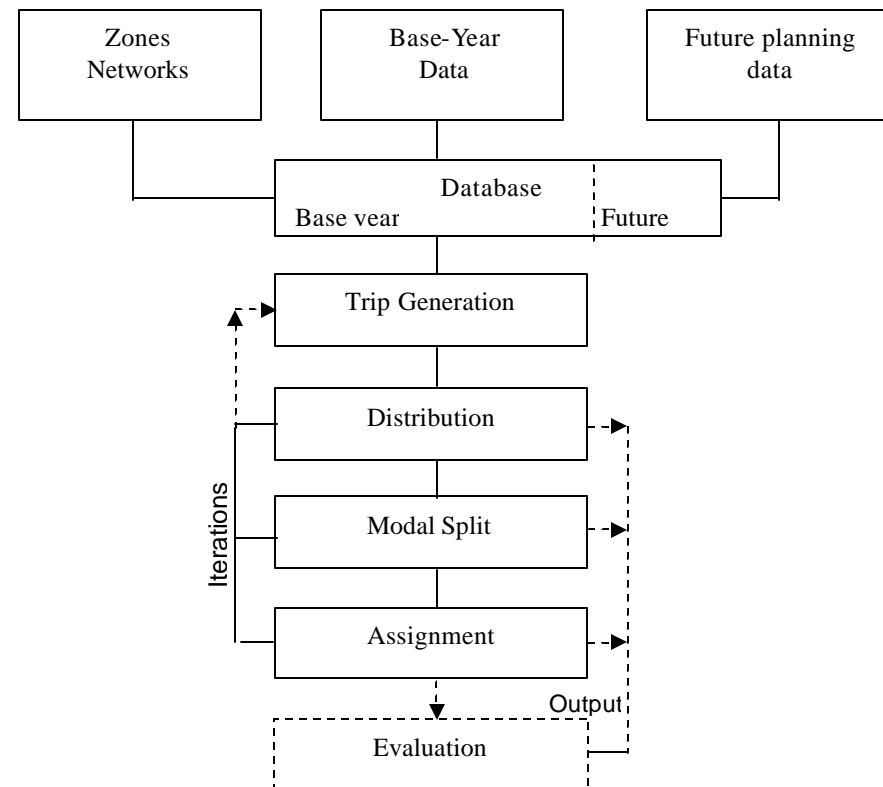 Zones
Networks
Base-Year
Data
Future planning
data
Database
Base year
Future
Trip Generation
Distribution
Modal Split
Iterations
Assignment
Output
Evaluation